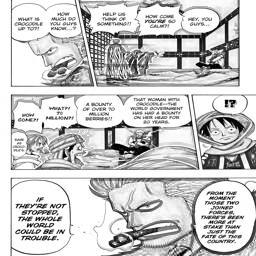 HEY, YOU
GUYS...
HOW COME
YOU'RE SO
CALM?!
HELP US
THINK OF
SOMETHING!!
HOW MUCH
DO YOU
GUYS
KNOW...?
WHAT IS
CROCODILE
UP TO?!
!?
THAT WOMAN WITH
CROCODILE--THE WORLD
GOVERNMENT
HAS HAD A BOUNTY
ON HER HEAD FOR
20 YEARS.
A BOUNTY
OF OVER 70
MILLION
BERRIES!!
WHAT?! 70
MILLION?!
FROM THE
MOMENT
THOSE TWO
JOINED
FORCES,
THERE'S BEEN
MORE AT
STAKE THAN
JUST THE
FATE OF THIS
COUNTRY.
IF
THEY'RE NOT
STOPPED,
THE WHOLE
WORLD
COULD BE IN
TROUBLE.